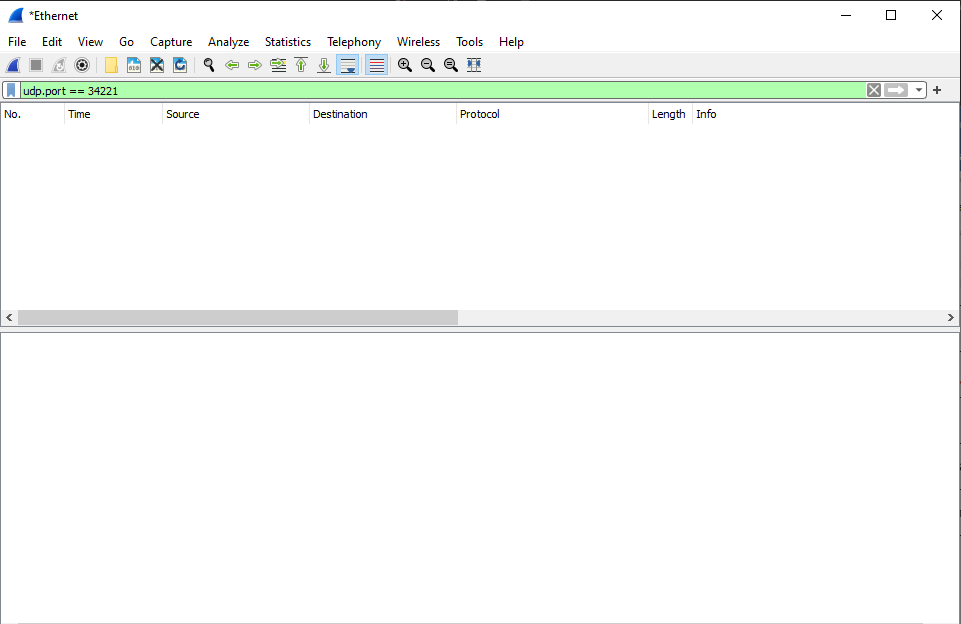 *Ethernet
File Edit View Go Capture Analyze Statistics Telephony Wireless Tools Help
udp.port == 34221
No. Time Source Destination Protocol Length Info